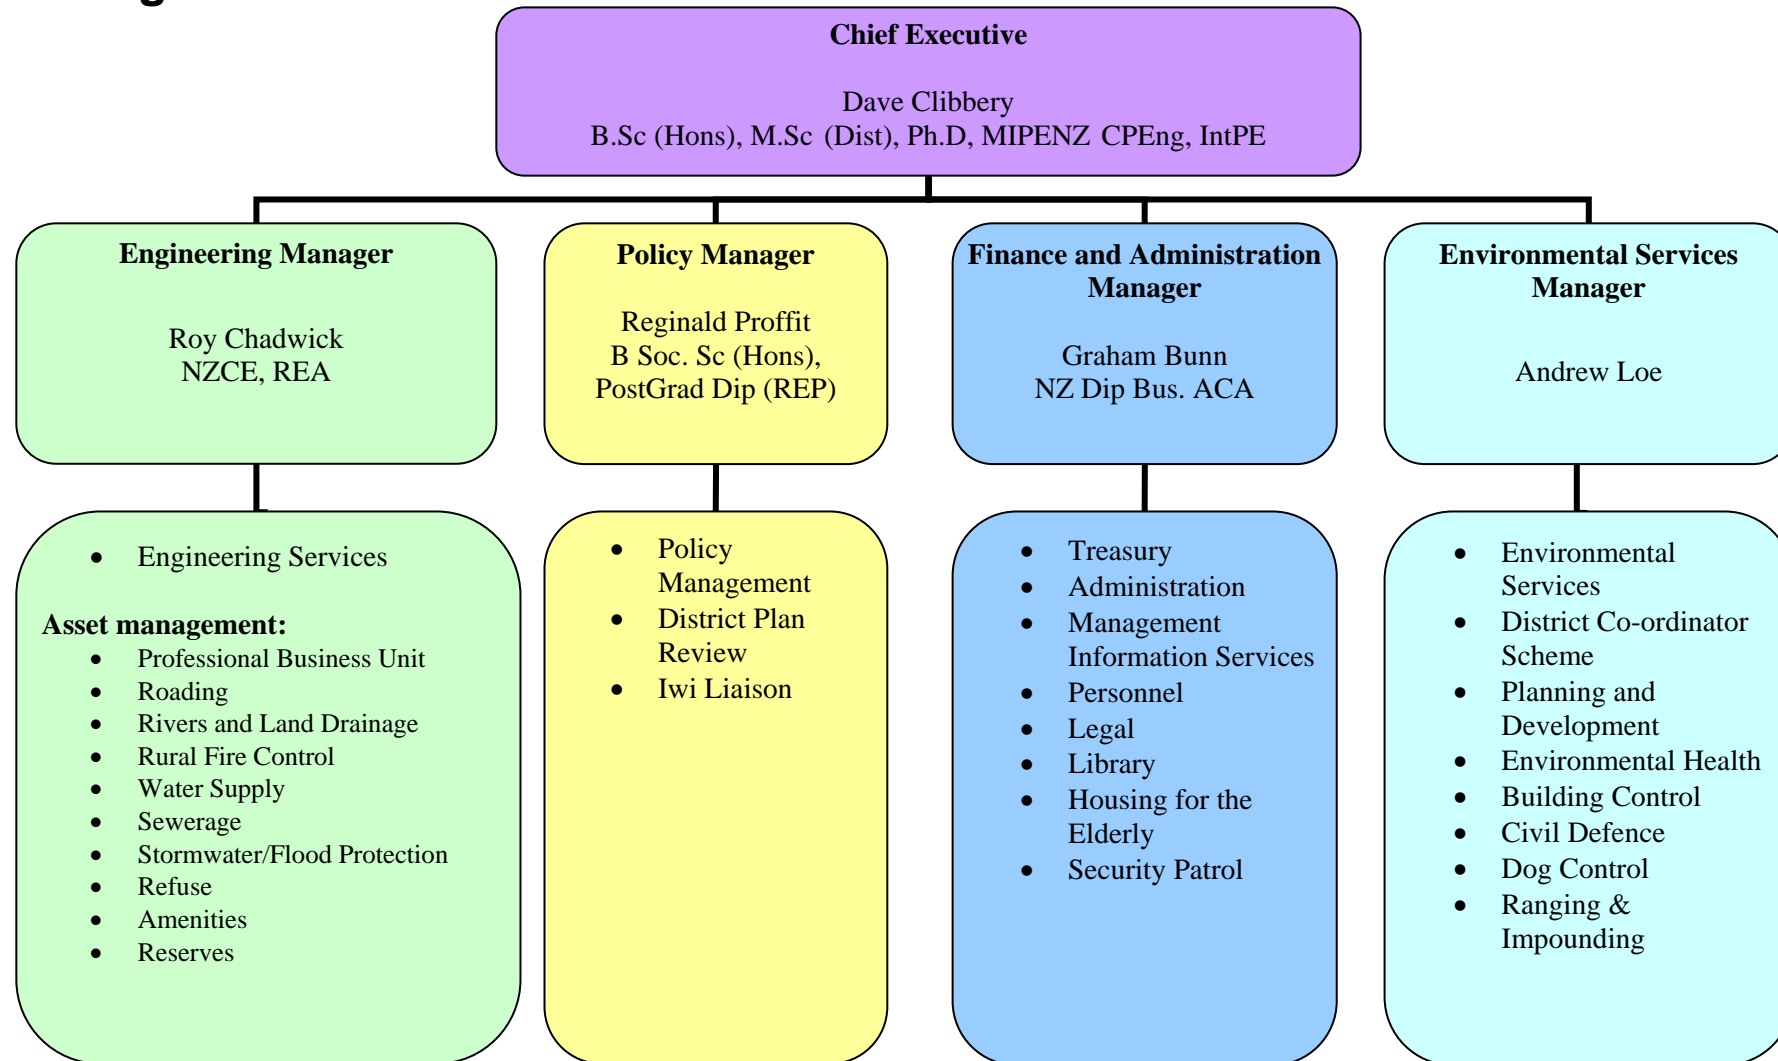 Chief Executive
Dave Clibbery
B.Sc (Hons), M.Sc (Dist), Ph.D, MIPENZ CPEng, IntPE
Engineering Manager
Roy Chadwick
NZCE, REA
Policy Manager
Reginald Proffit
B Soc. Sc (Hons),
PostGrad Dip (REP)
Finance and Administration
Manager
Graham Bunn
NZ Dip Bus. ACA
Environmental Services
Manager
Andrew Loe
• Engineering Services
Asset management:
• Professional Business Unit
• Roading
• Rivers and Land Drainage
• Rural Fire Control
• Water Supply
• Sewerage
• Stormwater/Flood Protection
• Refuse
• Amenities
• Reserves
• Policy
Management
• District Plan
Review
• Iwi Liaison
• Treasury
• Administration
• Management
Information Services
• Personnel
• Legal
• Library
• Housing for the
Elderly
• Security Patrol
• Environmental
Services
• District Co-ordinator
Scheme
• Planning and
Development
• Environmental Health
• Building Control
• Civil Defence
• Dog Control
• Ranging &
Impounding